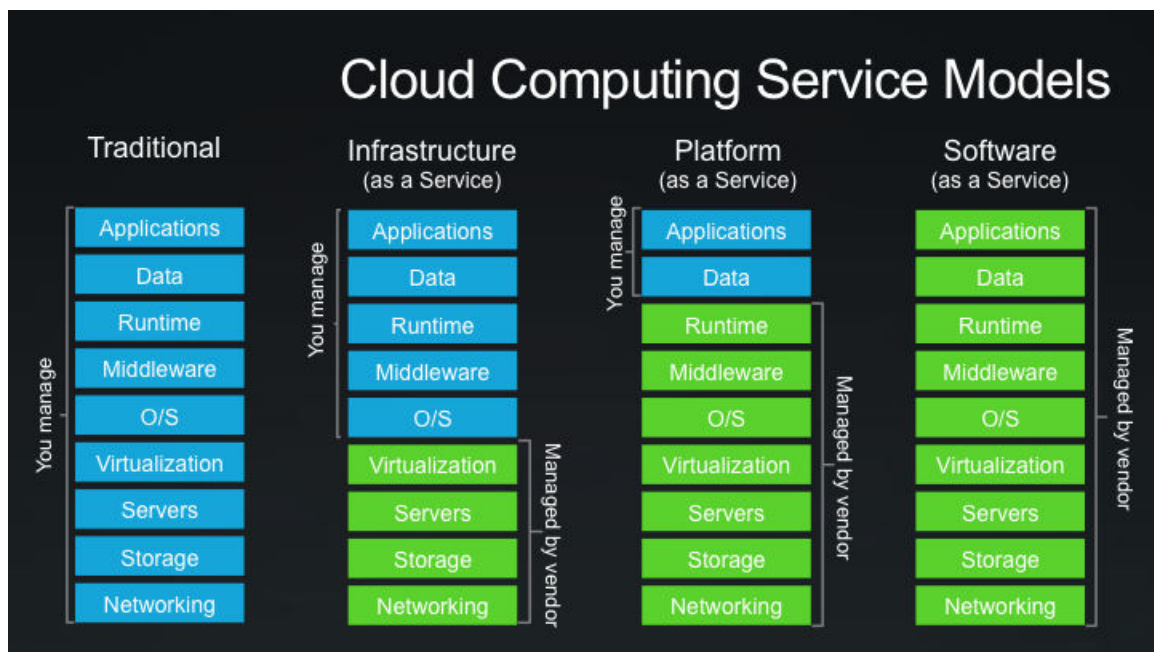 Cloud Computing Service Models
Traditional
You manage
Applications
Data
Runtime
Middleware
O/S
Virtualization
Servers
Storage
Networking
Infrastructure
(as a Service)
You manage
Applications
Data
Runtime
Middleware
O/S
Virtualization
Servers
Storage
Networking
Managed by vendor
Platform
(as a Service)
You manage
Applications
Data
Runtime
Middleware
O/S
Virtualization
Servers
Storage
Networking
Managed by vendor
Software
(as a Service)
Applications
Data
Runtime
Middleware
O/S
Virtualization
Servers
Storage
Networking
Managed by vendor